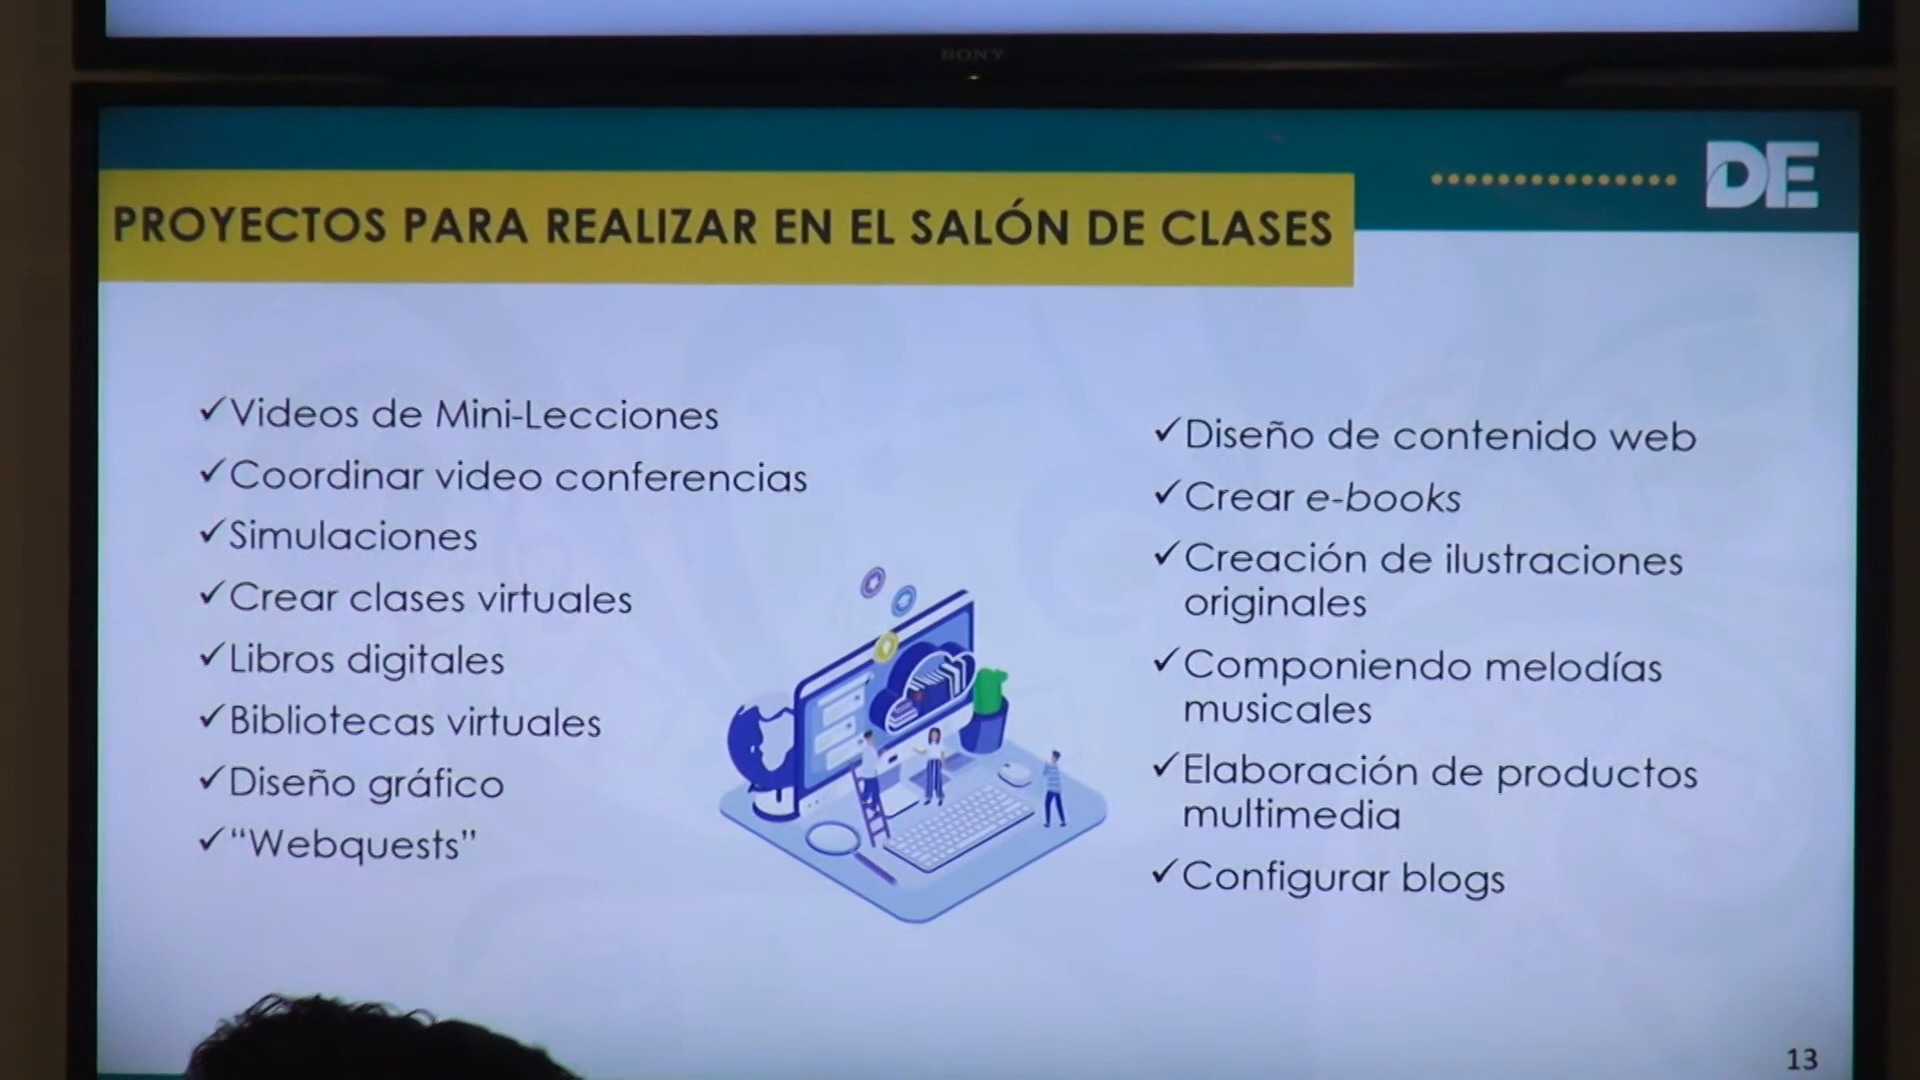 SONY
DE
PROYECTOS PARA REALIZAR EN EL SALÓN DE CLASES
✓Videos de Mini-Lecciones
✓Coordinar video conferencias
✓Simulaciones
✓Crear clases virtuales
✓Libros digitales
✓Bibliotecas virtuales
✓Diseño gráfico
✓“Webquests”
✓Diseño de contenido web
✓Crear e-books
✓Creación de ilustraciones
originales
✓Componiendo melodías
musicales
✓Elaboración de productos
multimedia
✓Configurar blogs
13